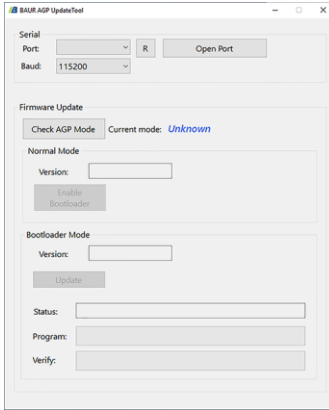 BAUR AGP UpdateTool
Serial
Port: R Open Port
Baud: 115200
Firmware Update
Check AGP Mode Current mode: Unknown
Normal Mode
Version:
Enable
Bootloader
Bootloader Mode
Version:
Update
Status:
Program:
Verify: